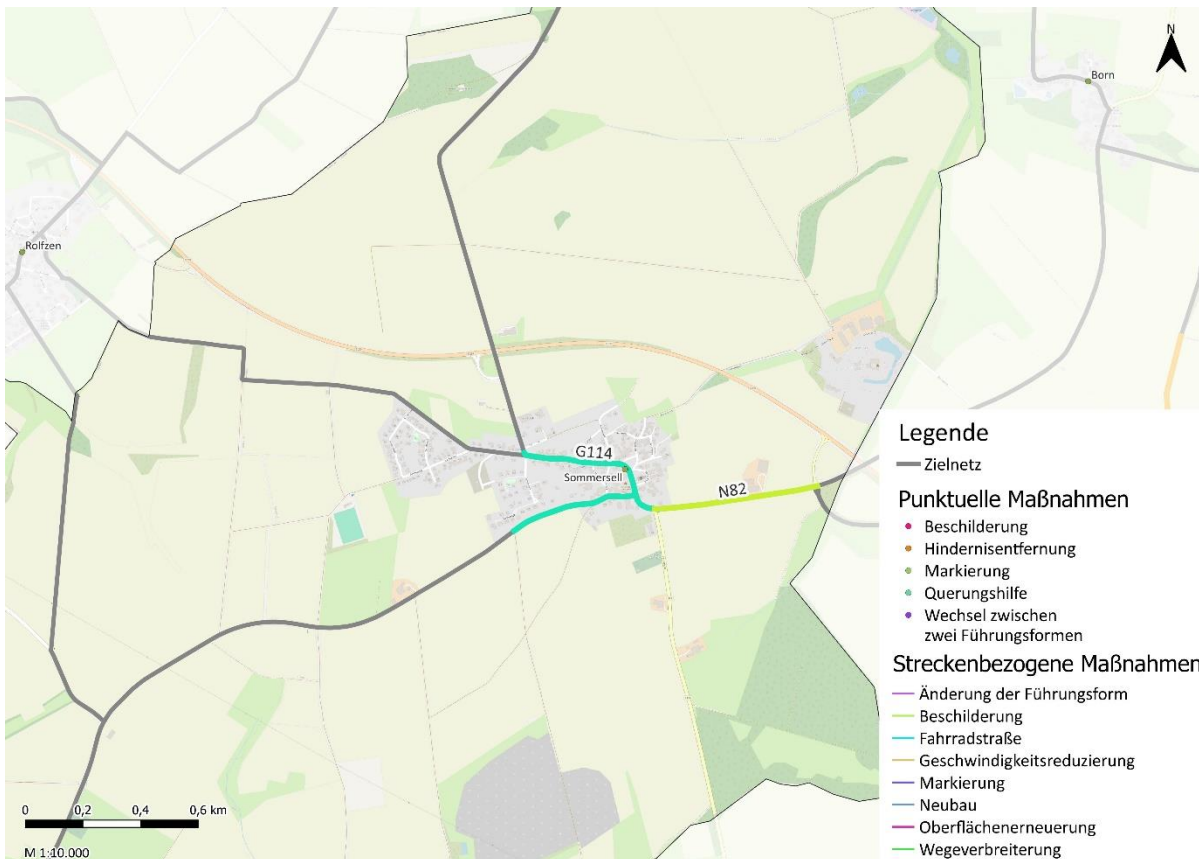 N
Born
Rolfzen
G114
Sommersell
N82
Legende
Zielnetz
Punktuelle Maßnahmen
Beschilderung
Hindernisentfernung
Markierung
Querungshilfe
Wechsel zwischen
zwei Führungsformen
Streckenbezogene Maßnahmen
Änderung der Führungsform
Beschilderung
Fahrradstraße
Geschwindigkeitsreduzierung
Markierung
Neubau
Oberflächenerneuerung
Wegeverbreiterung
0 0,2 0,4 0,6 km
M 1:10.000